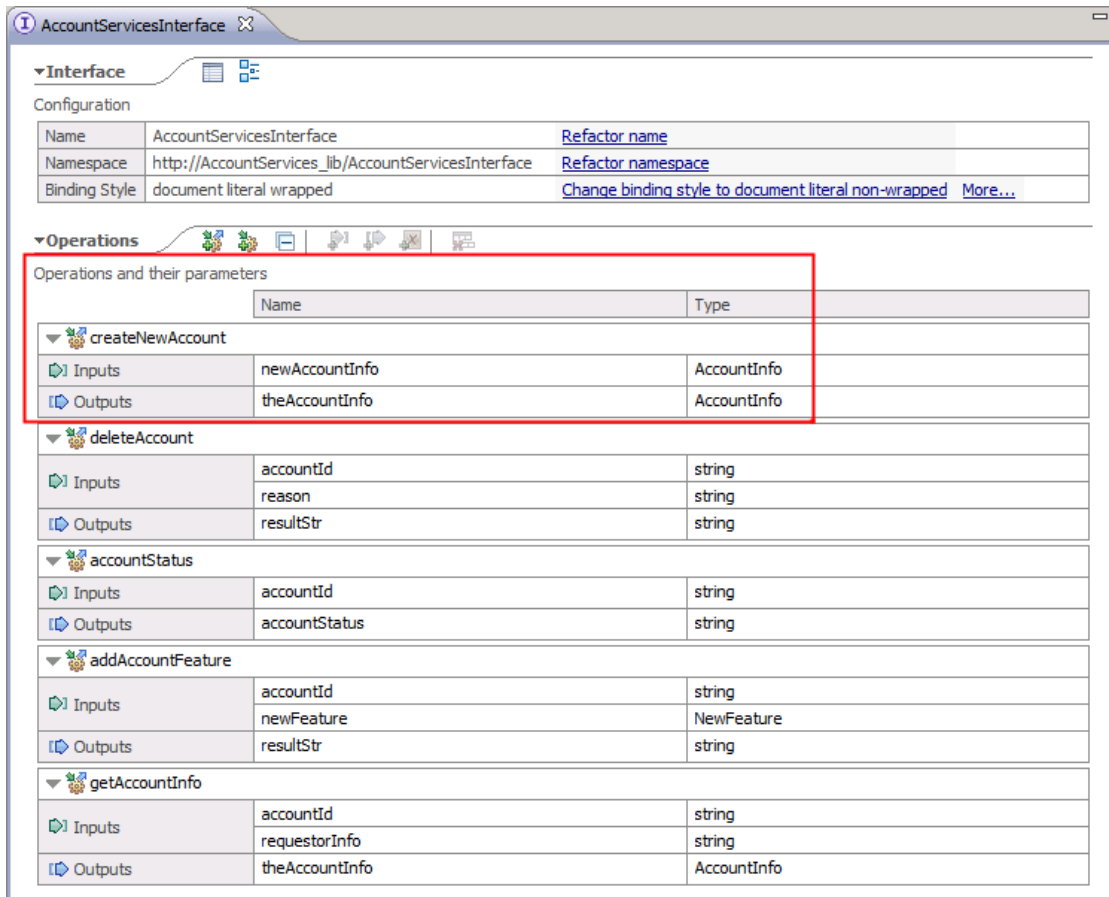 AccountServicesInterface
Interface
Configuration
Name AccountServicesInterface Refactor name
Namespace http://AccountServices_lib/AccountServicesInterface Refactor namespace
Binding Style document literal wrapped Change binding style to document literal non-wrapped More...
Operations
Operations and their parameters
Name Type
createNewAccount
Inputs newAccountInfo AccountInfo
Outputs theAccountInfo AccountInfo
deleteAccount
Inputs accountId string
reason string
Outputs resultStr string
accountStatus
Inputs accountId string
Outputs accountStatus string
addAccountFeature
Inputs accountId string
newFeature NewFeature
Outputs resultStr string
getAccountInfo
Inputs accountId string
requestorInfo string
Outputs theAccountInfo AccountInfo